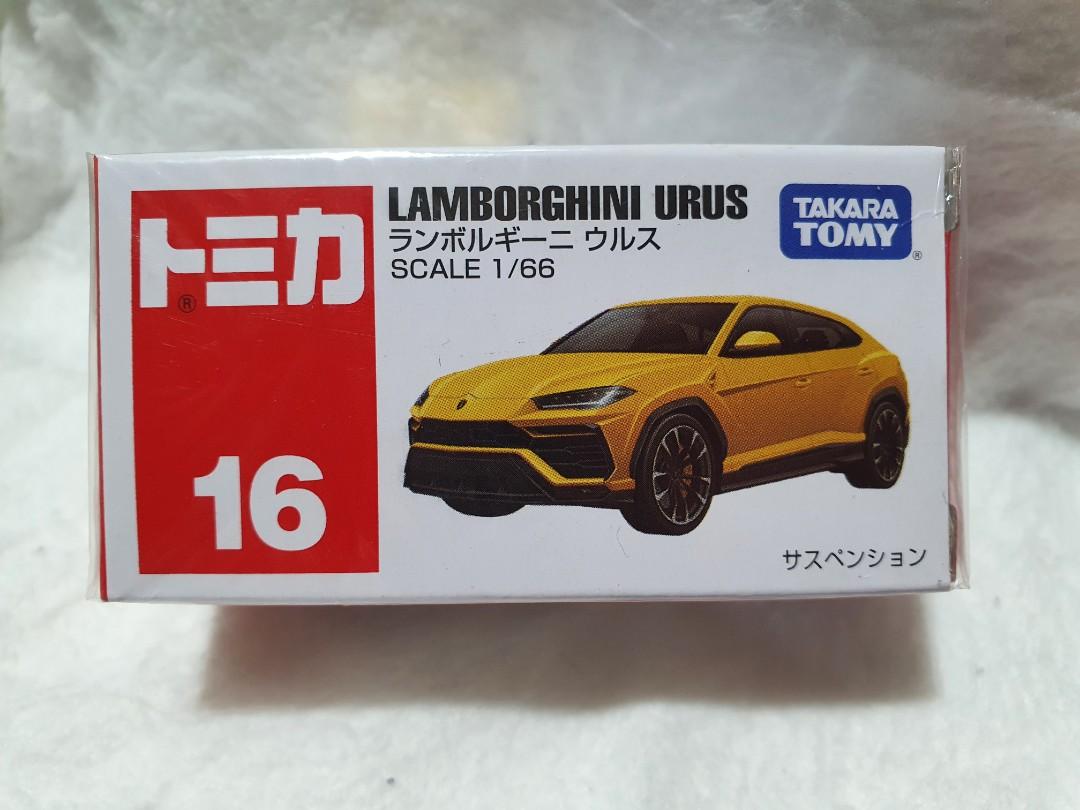 トミカ
®
16
LAMBORGHINI URUS
ランボルギーニ ウルス
SCALE 1/66
TAKARA
TOMY
®
サスペンション